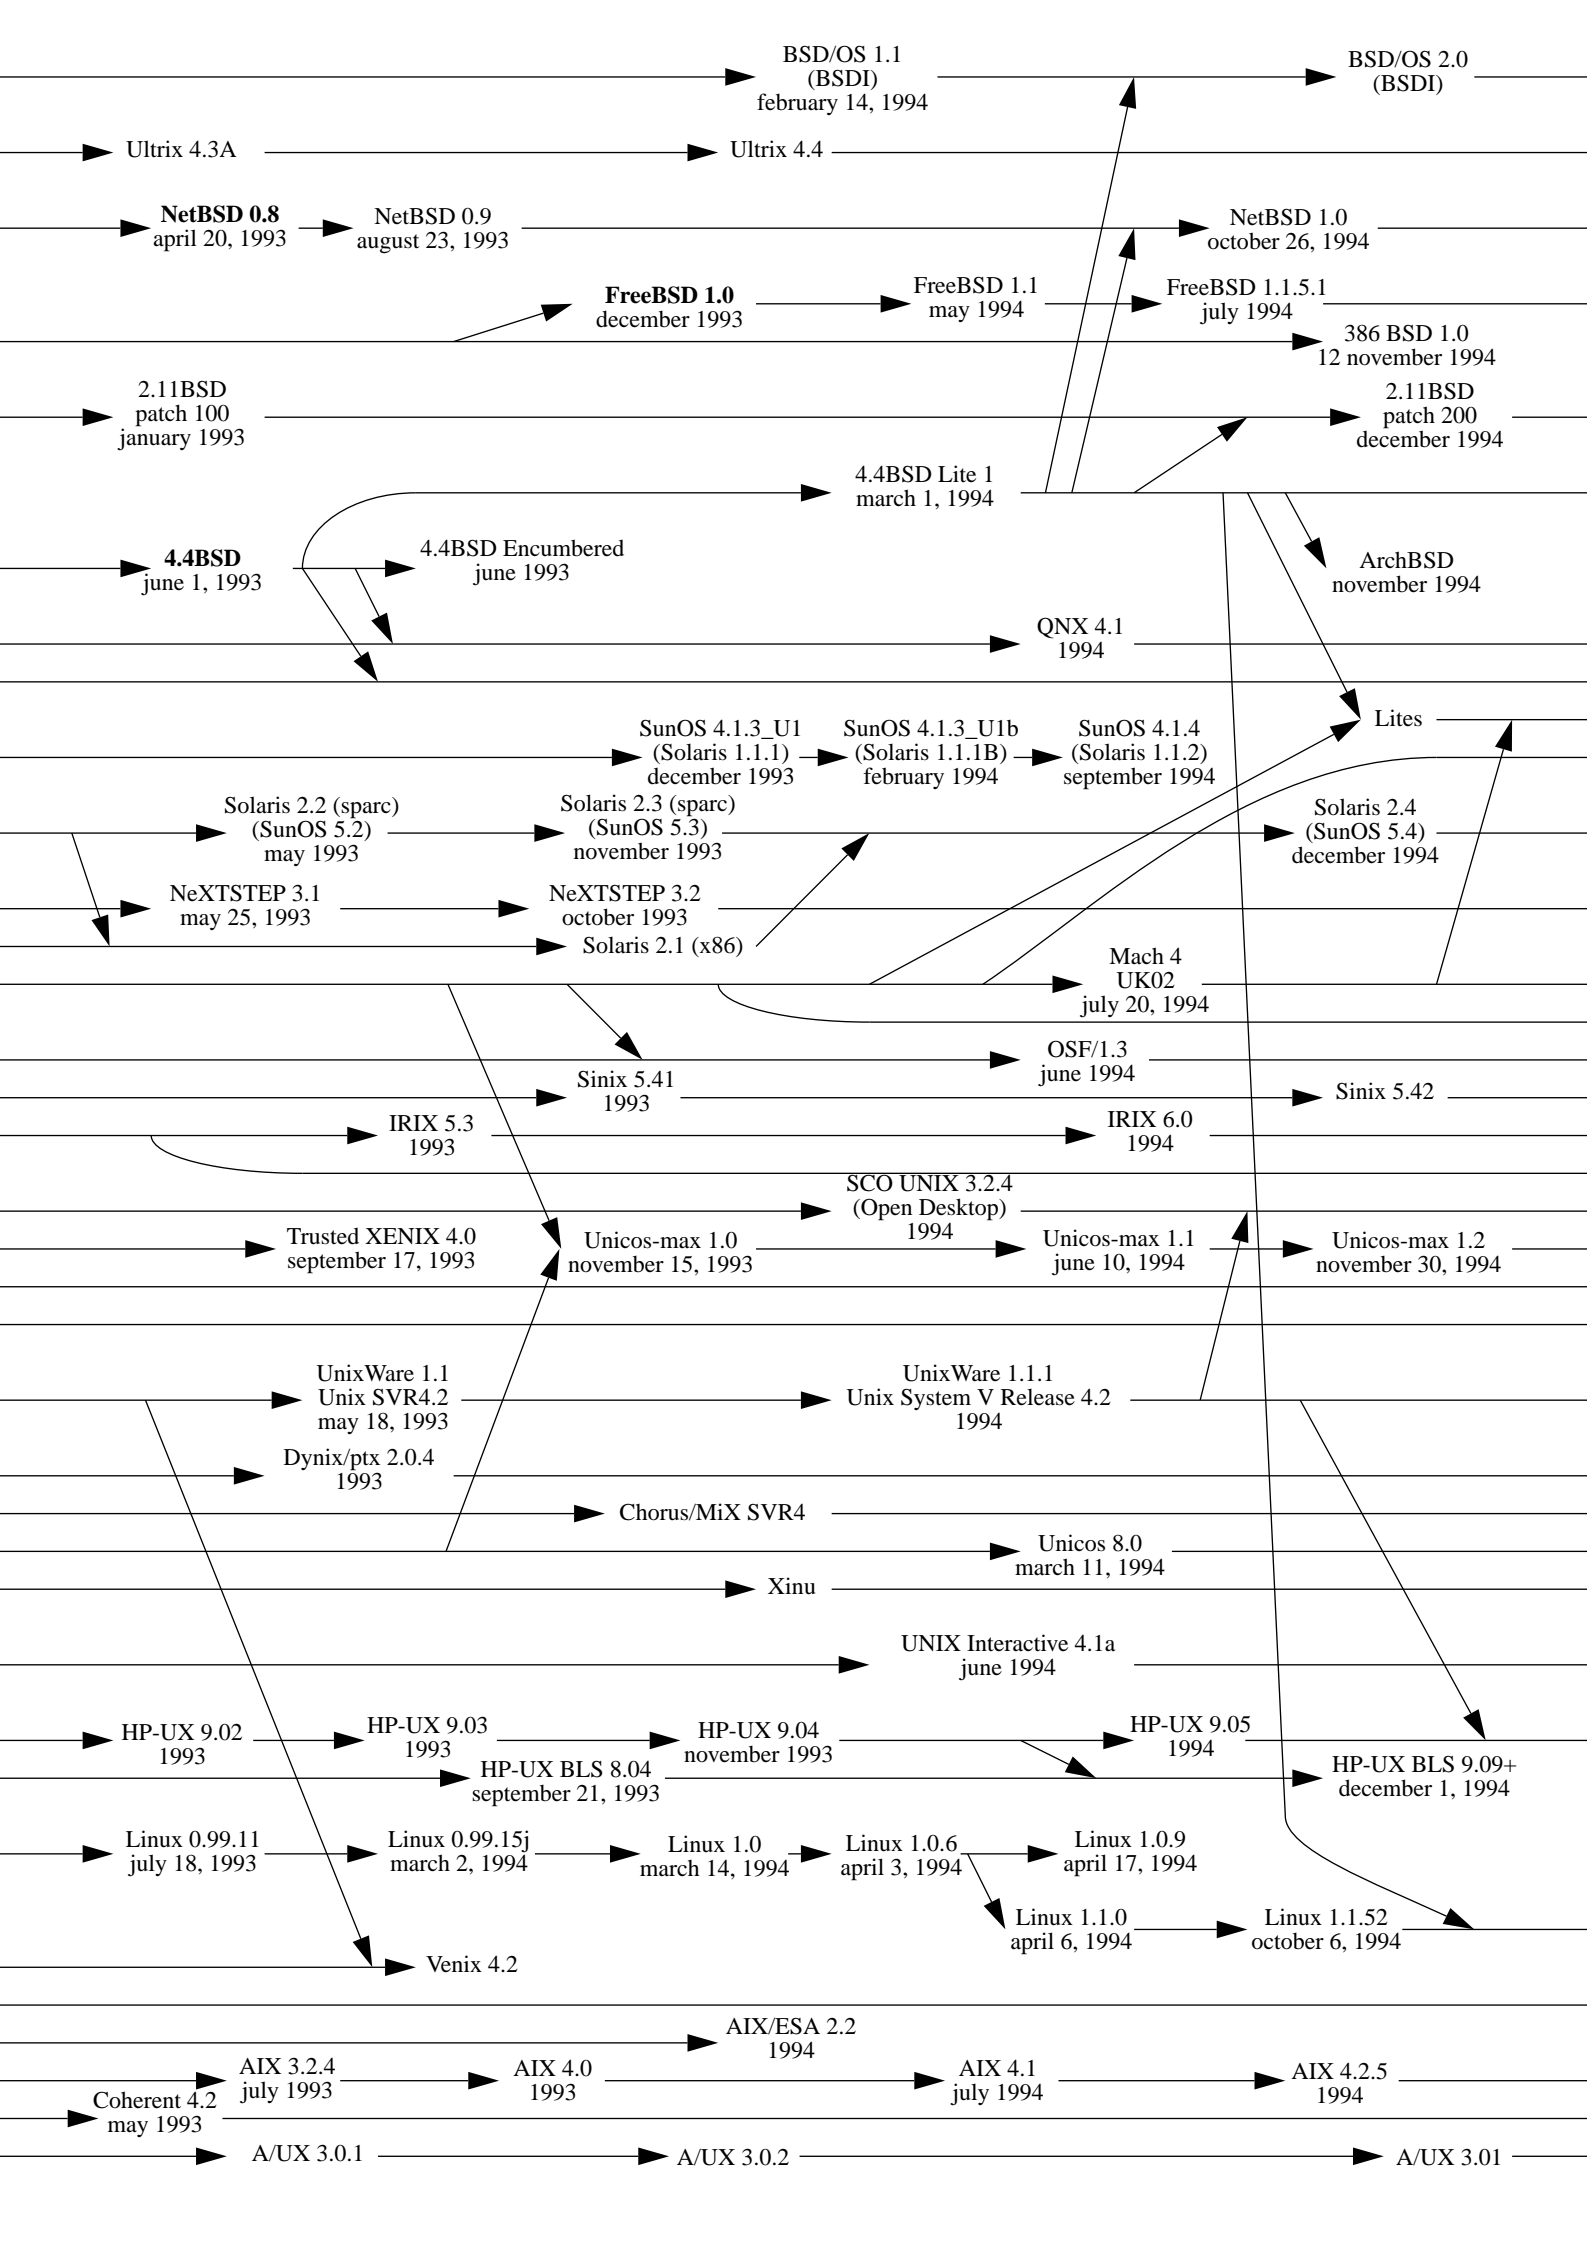 BSD/OS 1.1
(BSDI)
february 14, 1994
BSD/OS 2.0
(BSDI)
Ultrix 4.3A
Ultrix 4.4
NetBSD 0.8
april 20, 1993
NetBSD 0.9
august 23, 1993
NetBSD 1.0
october 26, 1994
FreeBSD 1.0
december 1993
FreeBSD 1.1
may 1994
FreeBSD 1.1.5.1
july 1994
386 BSD 1.0
12 november 1994
2.11BSD
patch 100
january 1993
2.11BSD
patch 200
december 1994
4.4BSD Lite 1
march 1, 1994
4.4BSD
june 1, 1993
4.4BSD Encumbered
june 1993
ArchBSD
november 1994
QNX 4.1
1994
Lites
SunOS 4.1.3_U1
(Solaris 1.1.1)
december 1993
SunOS 4.1.3_U1b
(Solaris 1.1.1B)
february 1994
SunOS 4.1.4
(Solaris 1.1.2)
september 1994
Solaris 2.2 (sparc)
(SunOS 5.2)
may 1993
Solaris 2.3 (sparc)
(SunOS 5.3)
november 1993
Solaris 2.4
(SunOS 5.4)
december 1994
NeXTSTEP 3.1
may 25, 1993
NeXTSTEP 3.2
october 1993
Solaris 2.1 (x86)
Mach 4
UK02
july 20, 1994
OSF/1.3
june 1994
Sinix 5.41
1993
Sinix 5.42
IRIX 5.3
1993
IRIX 6.0
1994
SCO UNIX 3.2.4
(Open Desktop)
1994
Trusted XENIX 4.0
september 17, 1993
Unicos-max 1.0
november 15, 1993
Unicos-max 1.1
june 10, 1994
Unicos-max 1.2
november 30, 1994
UnixWare 1.1
Unix SVR4.2
may 18, 1993
UnixWare 1.1.1
Unix System V Release 4.2
1994
Dynix/ptx 2.0.4
1993
Chorus/MiX SVR4
Unicos 8.0
march 11, 1994
Xinu
UNIX Interactive 4.1a
june 1994
HP-UX 9.02
1993
HP-UX 9.03
1993
HP-UX 9.04
november 1993
HP-UX 9.05
1994
HP-UX BLS 8.04
september 21, 1993
HP-UX BLS 9.09+
december 1, 1994
Linux 0.99.11
july 18, 1993
Linux 0.99.15j
march 2, 1994
Linux 1.0
march 14, 1994
Linux 1.0.6
april 3, 1994
Linux 1.0.9
april 17, 1994
Linux 1.1.0
april 6, 1994
Linux 1.1.52
october 6, 1994
Venix 4.2
AIX/ESA 2.2
1994
AIX 3.2.4
july 1993
AIX 4.0
1993
AIX 4.1
july 1994
AIX 4.2.5
1994
Coherent 4.2
may 1993
A/UX 3.0.1
A/UX 3.0.2
A/UX 3.01